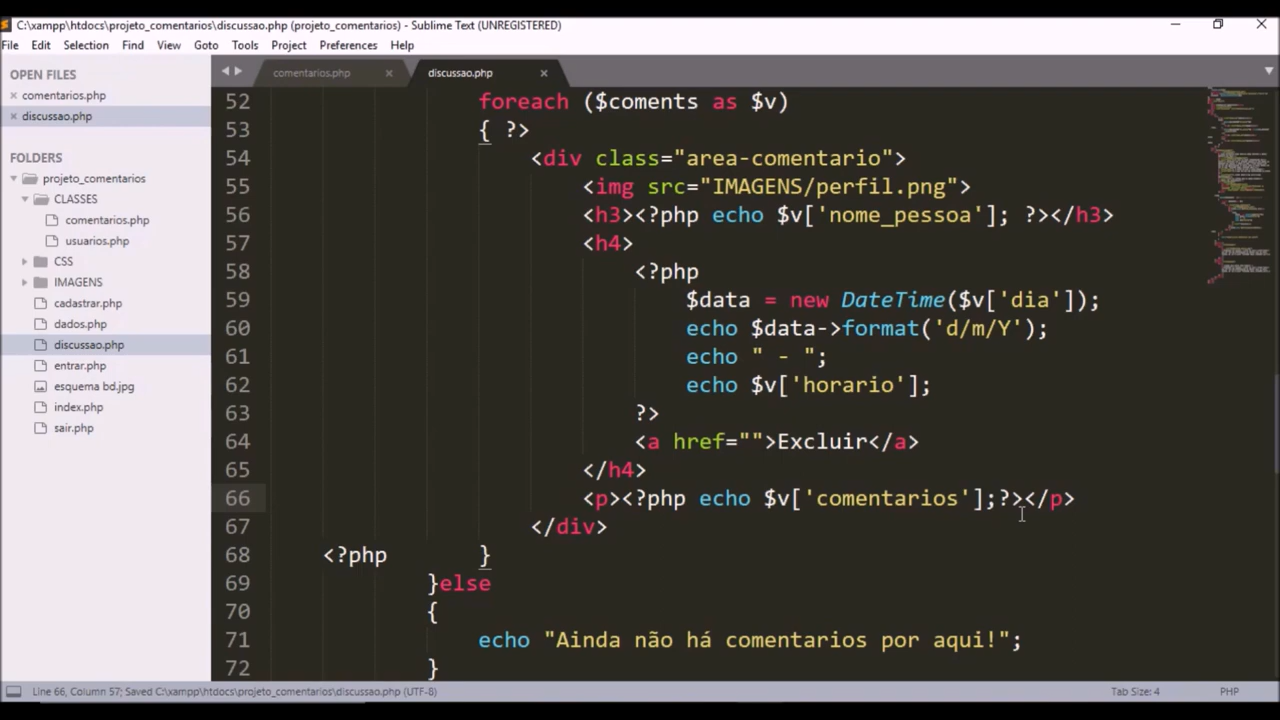 C:\xampp\htdocs\projeto_comentarios\discussao.php (projeto_comentarios) - Sublime Text (UNREGISTERED)
File Edit Selection Find View Goto Tools Project Preferences Help
OPEN FILES
comentarios.php
discussao.php
FOLDERS
projeto_comentarios
CLASSES
comentarios.php
usuarios.php
CSS
IMAGENS
cadastrar.php
dados.php
discussao.php
entrar.php
esquema bd.jpg
index.php
sair.php
comentarios.php discussao.php
52 foreach ($coments as $v)
53 { ?>
54 <div class="area-comentario">
55 <img src="IMAGENS/perfil.png">
56 <h3><?php echo $v['nome_pessoa']; ?></h3>
57 <h4>
58 <?php
59 $data = new DateTime($v['dia']);
60 echo $data->format('d/m/Y');
61 echo " - ";
62 echo $v['horario'];
63 ?>
64 <a href="">Excluir</a>
65 </h4>
66 <p><?php echo $v['comentarios'];?></p>
67 </div>
68 <?php }
69 }else
70 {
71 echo "Ainda não há comentarios por aqui!";
72 }
Line 66, Column 57; Saved C:\xampp\htdocs\projeto_comentarios\discussao.php (UTF-8) Tab Size: 4 PHP